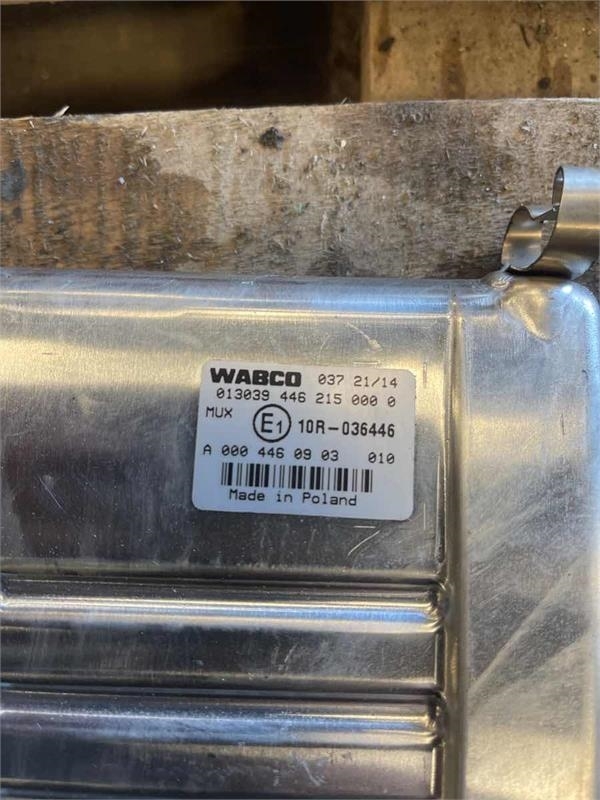 WABCO 037 21/14
013039 446 215 000 0
MUX E1 10R-036446
A 000 446 09 03 010
Made in Poland